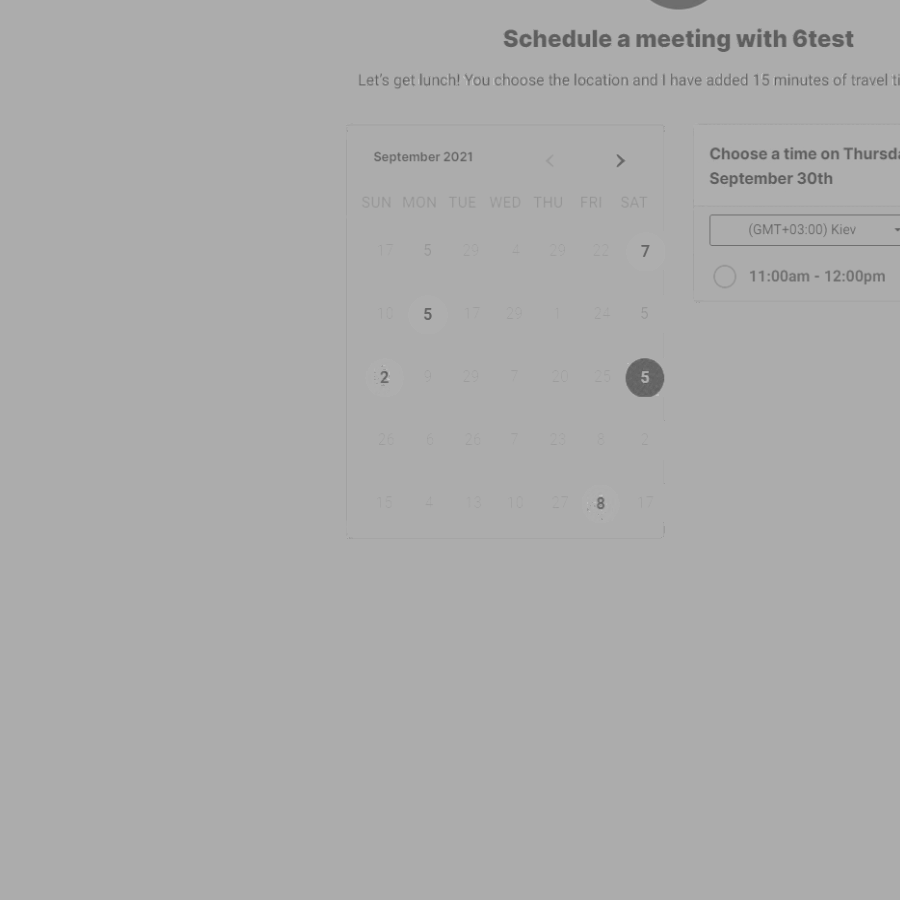 Schedule a meeting with 6test
Let's get lunch! You choose the location and I have added 15 minutes of travel
September 2021
SUN MON TUE WED THU FRI SAT
17 5 29 4 29 22 7
10 5 17 29 1 24 5
2 9 29 7 20 25 5
26 6 26 7 23 8 2
15 4 13 10 27 8 17
Choose a time on
September 30th
(GMT+03:00) Kiev
11:00am - 12:00pm